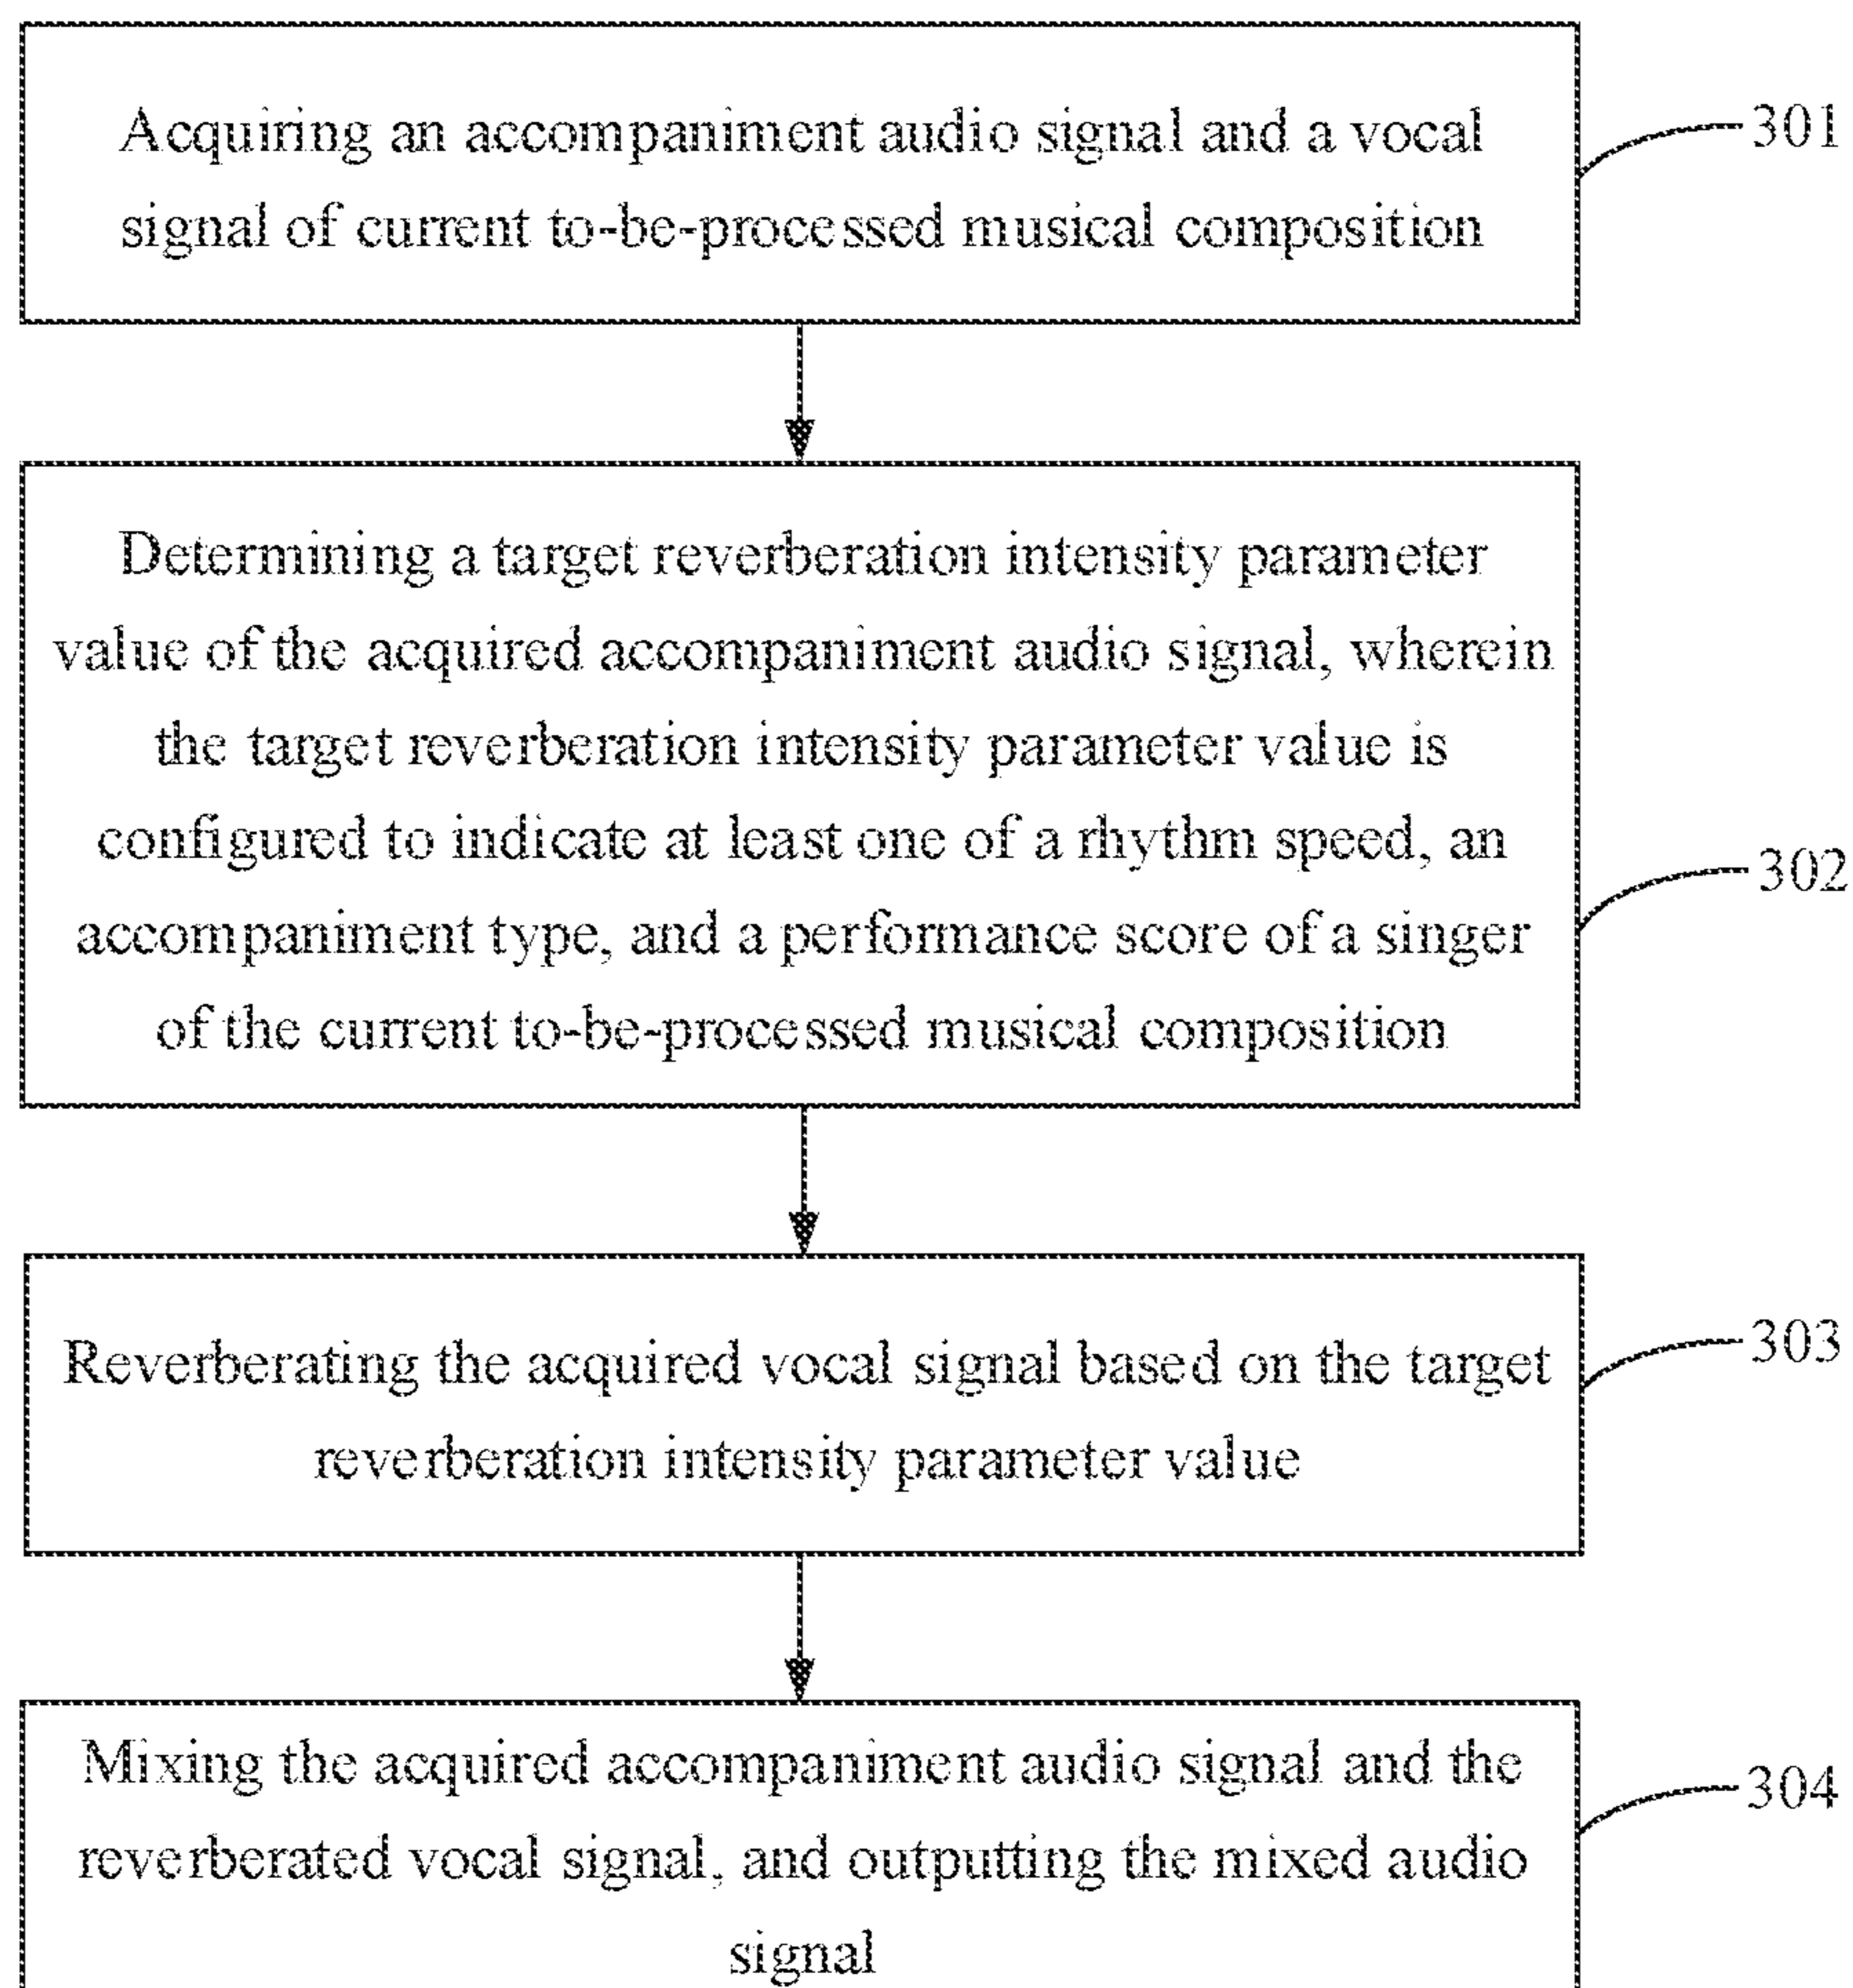 Acquiring an accompaniment audio signal and a vocal
signal of current to-be-processed musical composition
301
Determining a target reverberation intensity parameter
value of the acquired accompaniment audio signal, wherein
the target reverberation intensity parameter value is
configured to indicate at least one of a rhythm speed, an
accompaniment type, and a performance score of a singer
of the current to-be-processed musical composition
302
Reverberating the acquired vocal signal based on the target
reverberation intensity parameter value
303
Mixing the acquired accompaniment audio signal and the
reverberated vocal signal, and outputting the mixed audio
signal
304